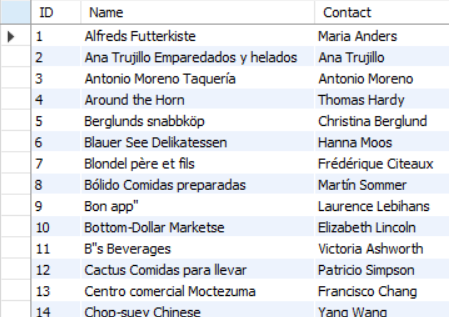 ID Name Contact
1 Alfreds Futterkiste Maria Anders
2 Ana Trujillo Emparedados y helados Ana Trujillo
3 Antonio Moreno Taquería Antonio Moreno
4 Around the Horn Thomas Hardy
5 Berglunds snabbköp Christina Berglund
6 Blauer See Delikatessen Hanna Moos
7 Blondel père et fils Frédérique Citeaux
8 Bólido Comidas preparadas Martín Sommer
9 Bon app" Laurence Lebihans
10 Bottom-Dollar Marketse Elizabeth Lincoln
11 B"s Beverages Victoria Ashworth
12 Cactus Comidas para llevar Patricio Simpson
13 Centro comercial Moctezuma Francisco Chang
14 Chop-suey Chinese Yang Wang